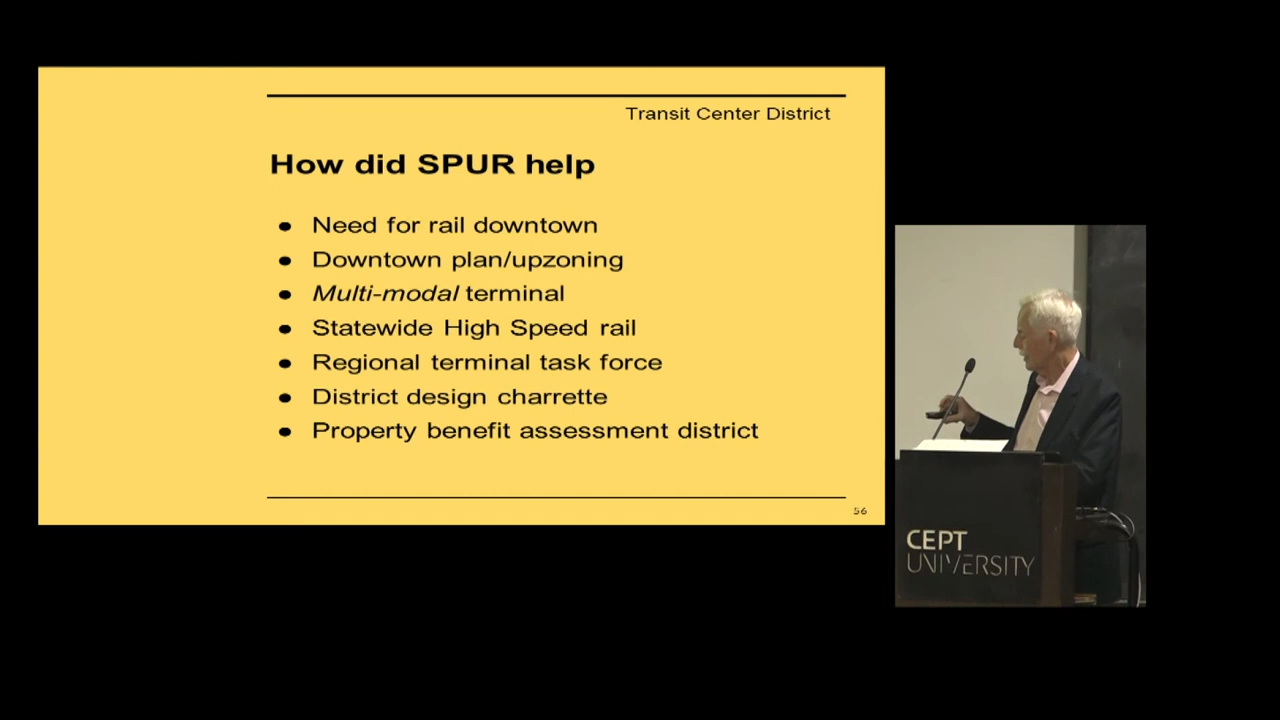 Transit Center District
How did SPUR help
● Need for rail downtown
● Downtown plan/upzoning
● Multi-modal terminal
● Statewide High Speed rail
● Regional terminal task force
● District design charrette
● Property benefit assessment district
56
CEPT
UNIVERSITY